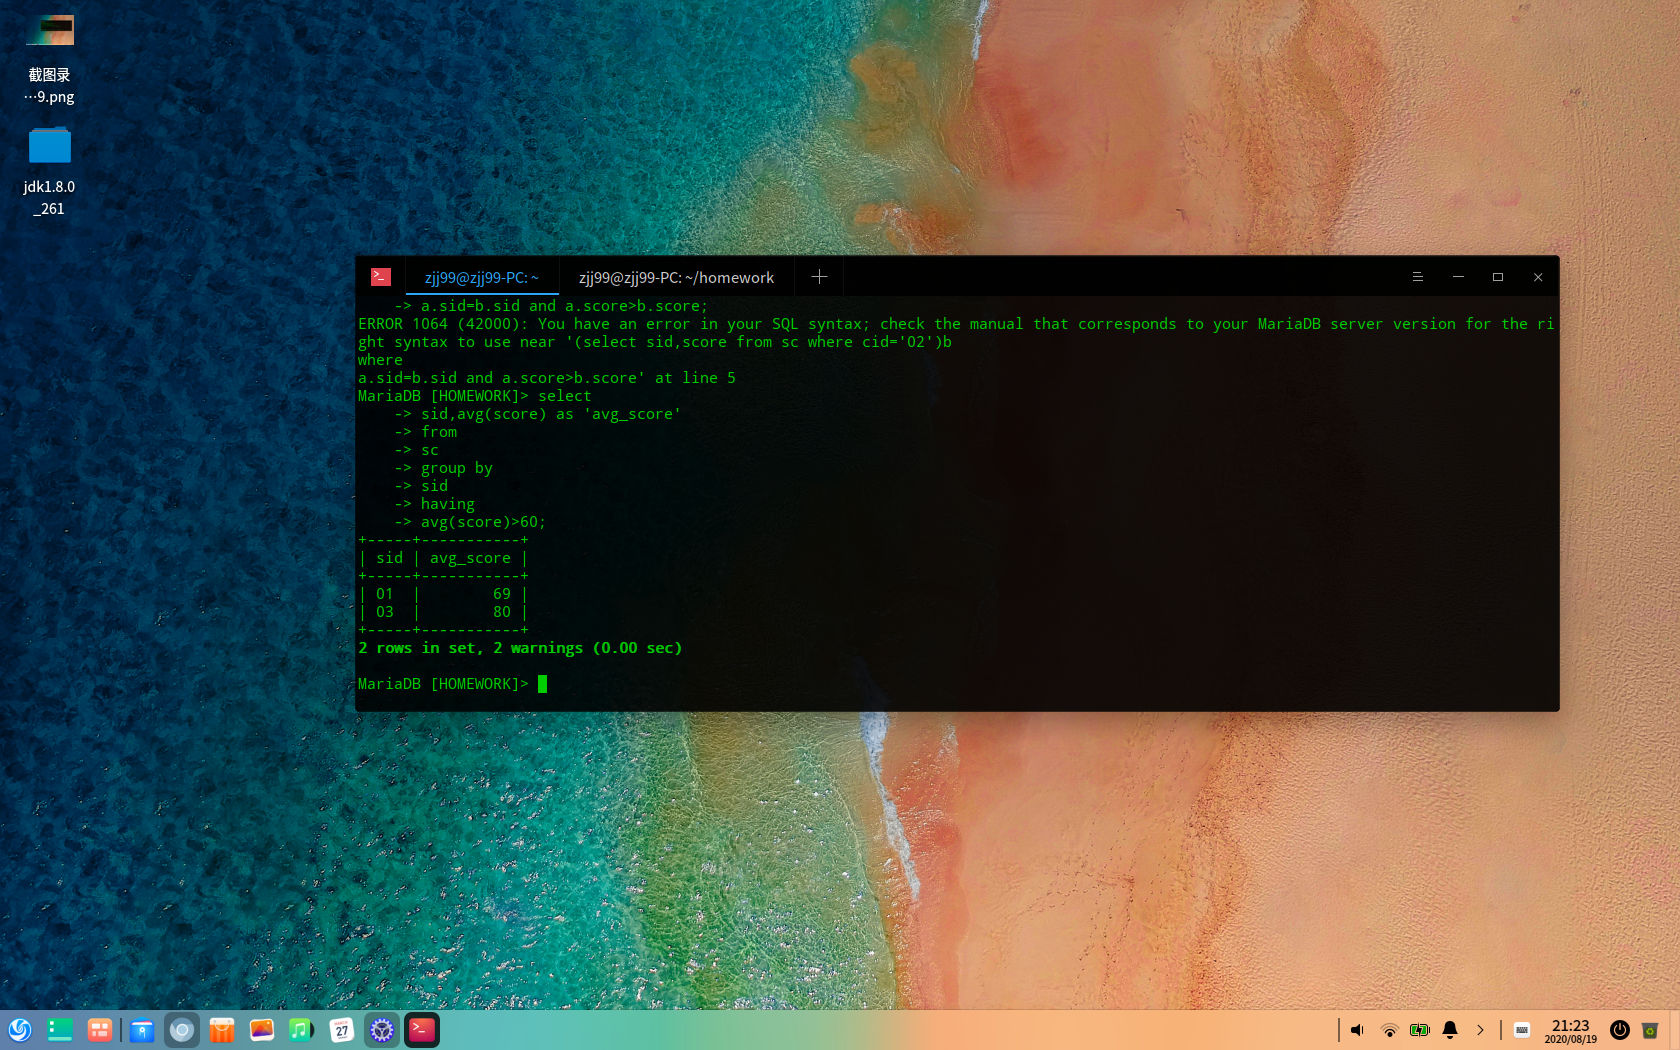 截图录
…9.png
jdk1.8.0
_261
zjj99@zjj99-PC: ~
zjj99@zjj99-PC: ~/homework
    -> a.sid=b.sid and a.score>b.score;
ERROR 1064 (42000): You have an error in your SQL syntax; check the manual that corresponds to your MariaDB server version for the ri
ght syntax to use near '(select sid,score from sc where cid='02')b
where
a.sid=b.sid and a.score>b.score' at line 5
MariaDB [HOMEWORK]> select
    -> sid,avg(score) as 'avg_score'
    -> from
    -> sc
    -> group by
    -> sid
    -> having
    -> avg(score)>60;
+-----+-----------+
| sid | avg_score |
+-----+-----------+
| 01  |        69 |
| 03  |        80 |
+-----+-----------+
2 rows in set, 2 warnings (0.00 sec)
MariaDB [HOMEWORK]>
27
21:23
2020/08/19